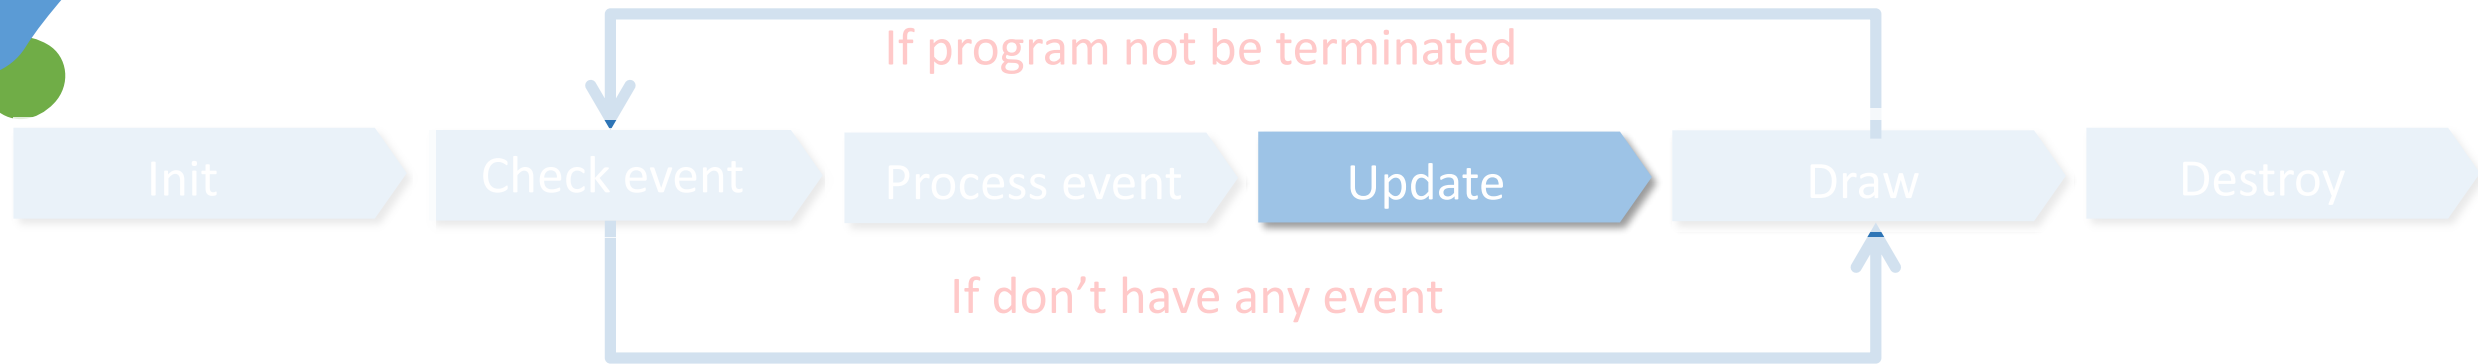 If program not be terminated
Init
Check event
Process event
Update
Draw
Destroy
If don’t have any event